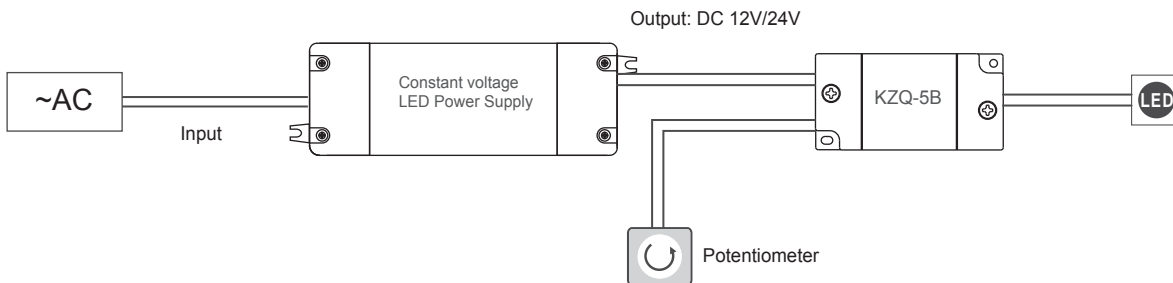 Output: DC 12V/24V
~AC
Input
Constant voltage
LED Power Supply
KZQ-5B
LED
Potentiometer